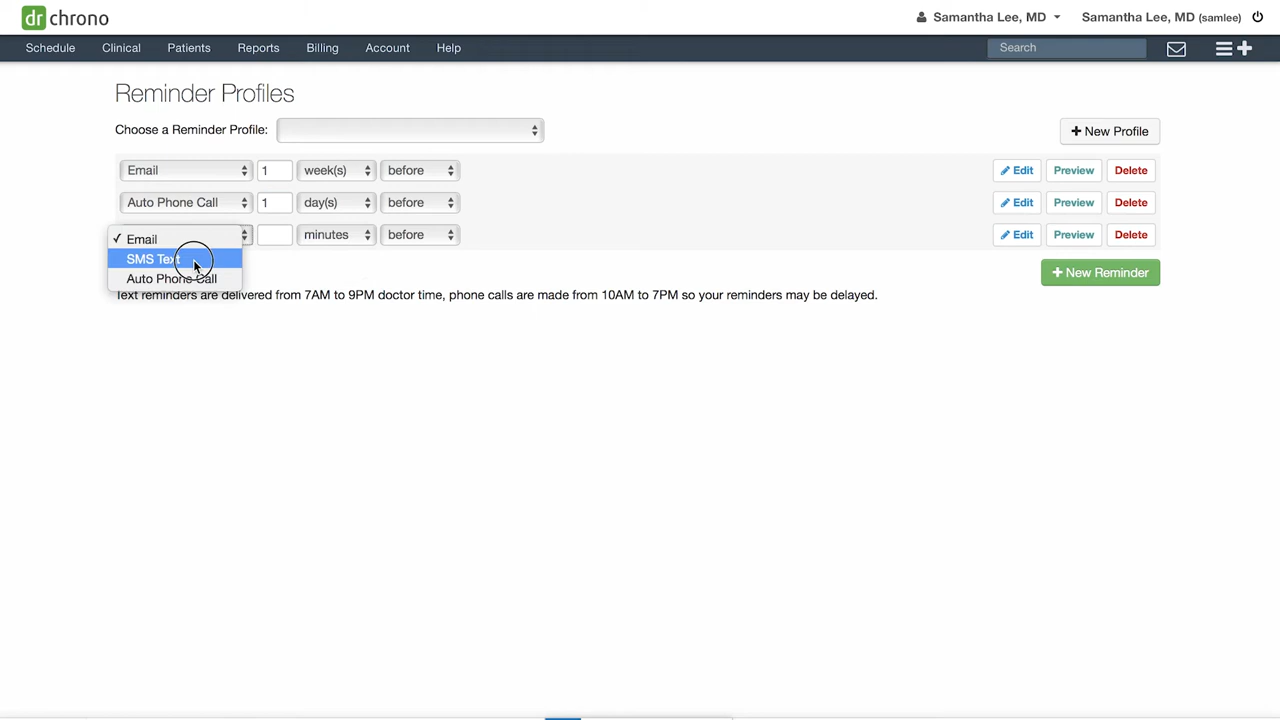 drchrono
Samantha Lee, MD
Samantha Lee, MD (samlee)
Schedule
Clinical
Patients
Reports
Billing
Account
Help
Search
Reminder Profiles
Choose a Reminder Profile:
+ New Profile
Email 1 week(s) before Edit Preview Delete
Auto Phone Call 1 day(s) before Edit Preview Delete
minutes before Edit Preview Delete
✓ Email
SMS Text
Auto Phone Call
+ New Reminder
Text reminders are delivered from 7AM to 9PM doctor time, phone calls are made from 10AM to 7PM so your reminders may be delayed.